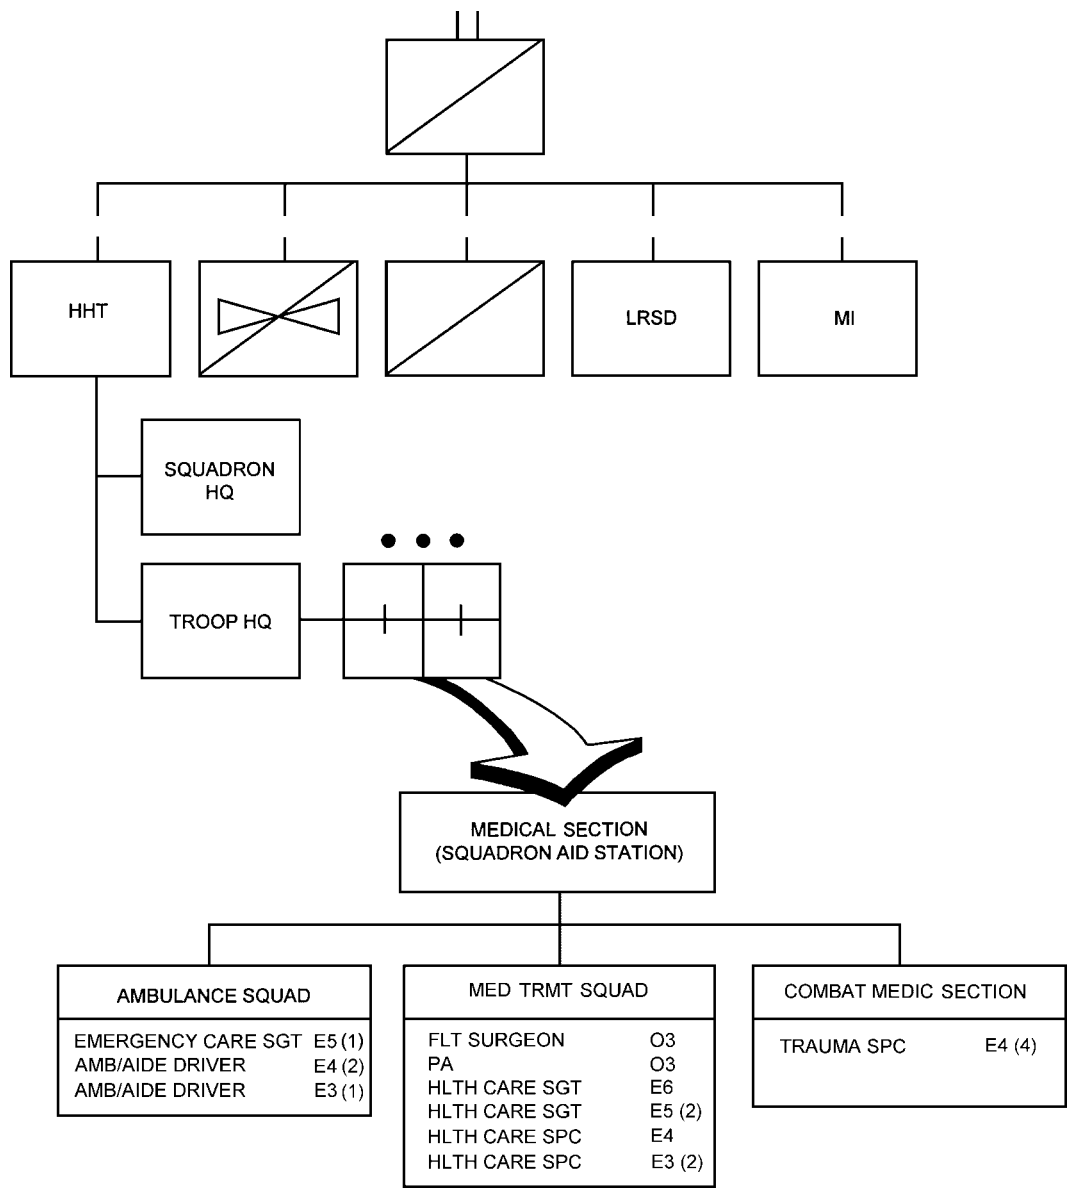 HHT
LRSD
MI
SQUADRON
HQ
TROOP HQ
MEDICAL SECTION
(SQUADRON AID STATION)
AMBULANCE SQUAD
EMERGENCY CARE SGT E5 (1)
AMB/AIDE DRIVER E4 (2)
AMB/AIDE DRIVER E3 (1)
MED TRMT SQUAD
FLT SURGEON O3
PA O3
HLTH CARE SGT E6
HLTH CARE SGT E5 (2)
HLTH CARE SPC E4
HLTH CARE SPC E3 (2)
COMBAT MEDIC SECTION
TRAUMA SPC E4 (4)